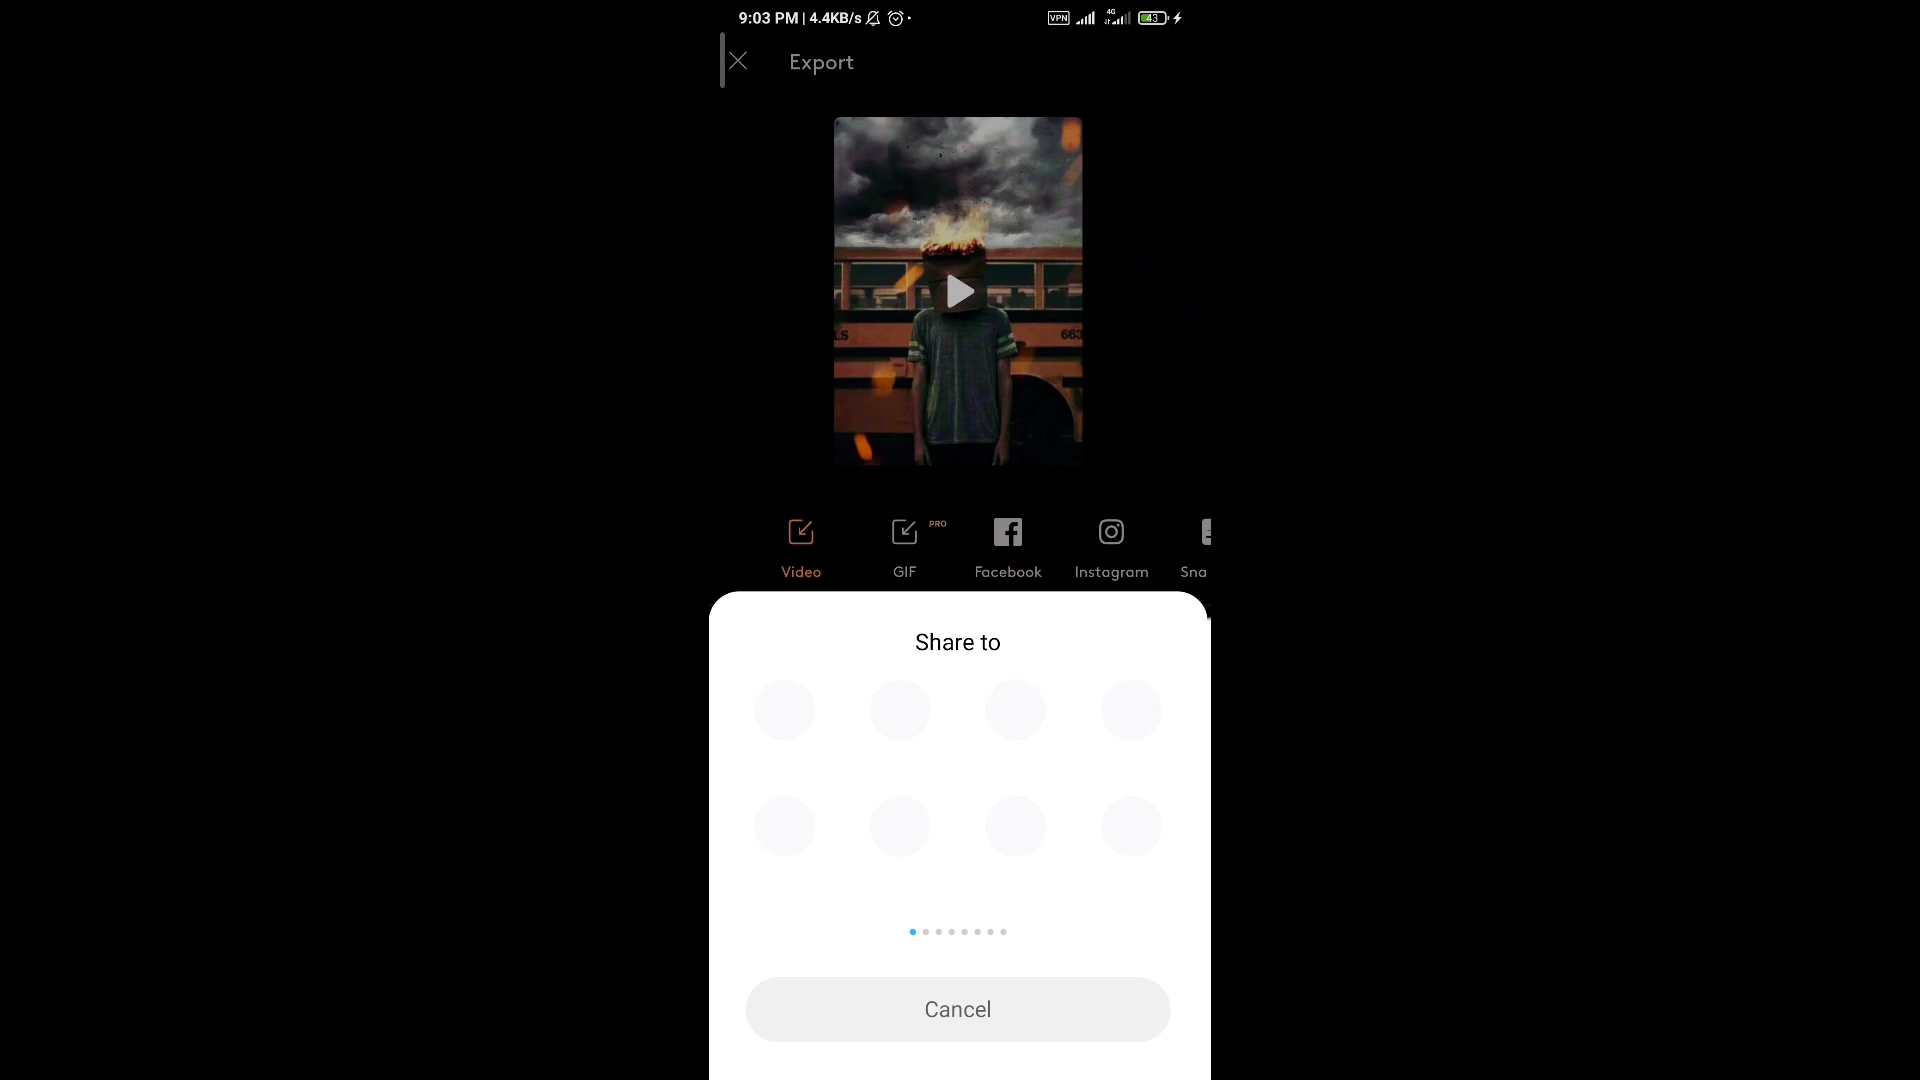 9:03 PM | 4.4KB/s
VPN
4G
43
Export
LS
663
PRO
Video
GIF
Facebook
Instagram
Sna
Share to
Cancel